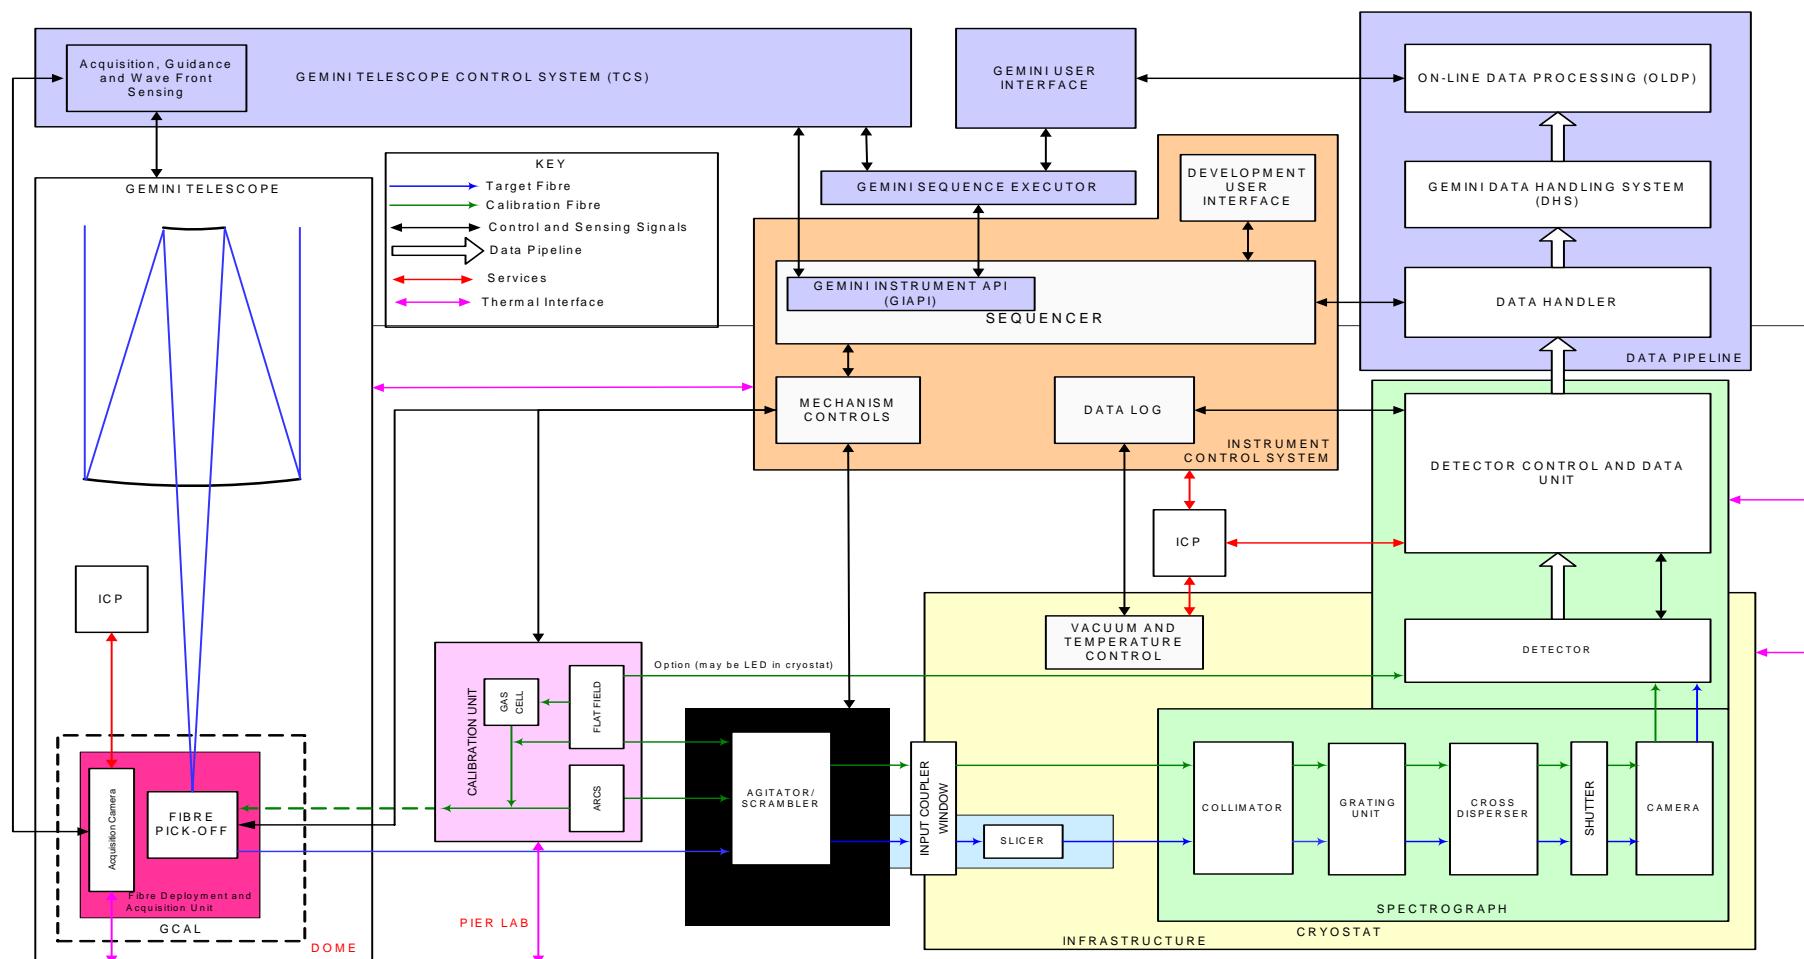 Acquisition, Guidance
and Wave Front
Sensing
GEMINI TELESCOPE CONTROL SYSTEM (TCS)
GEMINI USER
INTERFACE
ON-LINE DATA PROCESSING (OLDP)
GEMINI DATA HANDLING SYSTEM
(DHS)
DATA HANDLER
DATA PIPELINE
KEY
Target Fibre
Calibration Fibre
Control and Sensing Signals
Data Pipeline
Services
Thermal Interface
GEMINI SEQUENCE EXECUTOR
DEVELOPMENT
USER
INTERFACE
GEMINI INSTRUMENT API
(GIAPI)
SEQUENCER
MECHANISM
CONTROLS
DATA LOG
INSTRUMENT
CONTROL SYSTEM
GEMINI TELESCOPE
ICP
ICP
DETECTOR CONTROL AND DATA
UNIT
DETECTOR
VACUUM AND
TEMPERATURE
CONTROL
Option (may be LED in cryostat)
CALIBRATION UNIT
GAS
CELL
FLAT FIELD
ARCS
Acquisition Camera
FIBRE
PICK-OFF
Fibre Deployment and
Acquisition Unit
GCAL
DOME
PIER LAB
AGITATOR/
SCRAMBLER
INPUT COUPLER
WINDOW
SLICER
COLLIMATOR
GRATING
UNIT
CROSS
DISPERSER
SHUTTER
CAMERA
SPECTROGRAPH
CRYOSTAT
INFRASTRUCTURE